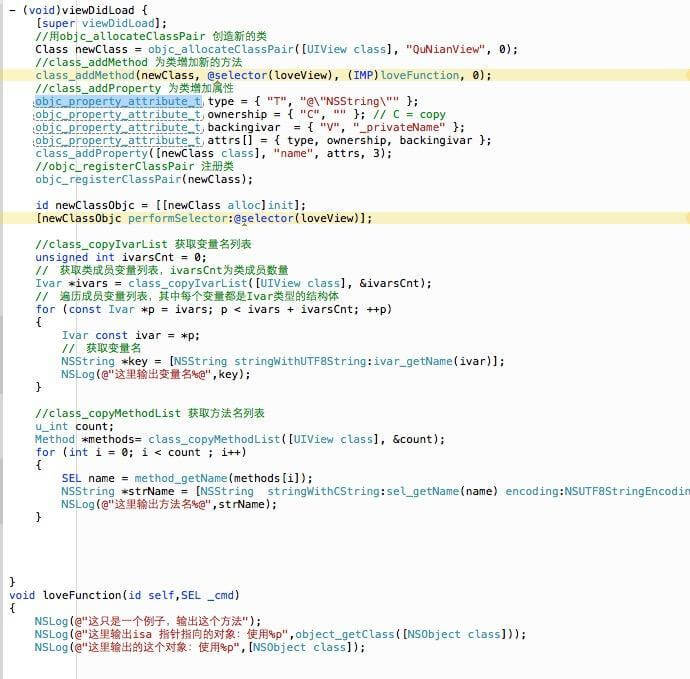 - (void)viewDidLoad {
[super viewDidLoad];
//用objc_allocateClassPair 创造新的类
Class newClass = objc_allocateClassPair([UIView class], "QuNianView", 0);
//class_addMethod 为类增加新的方法
class_addMethod(newClass, @selector(loveView), (IMP)loveFunction, 0);
//class_addProperty 为类增加属性
objc_property_attribute_t type = { "T", "@\"NSString\"" };
objc_property_attribute_t ownership = { "C", "" }; // C = copy
objc_property_attribute_t backingivar  = { "V", "_privateName" };
objc_property_attribute_t attrs[] = { type, ownership, backingivar };
class_addProperty([newClass class], "name", attrs, 3);
//objc_registerClassPair 注册类
objc_registerClassPair(newClass);
id newClassObjc = [[newClass alloc]init];
[newClassObjc performSelector:@selector(loveView)];
//class_copyIvarList 获取变量名列表
unsigned int ivarsCnt = 0;
//　获取类成员变量列表，ivarsCnt为类成员数量
Ivar *ivars = class_copyIvarList([UIView class], &ivarsCnt);
//　遍历成员变量列表，其中每个变量都是Ivar类型的结构体
for (const Ivar *p = ivars; p < ivars + ivarsCnt; ++p)
{
Ivar const ivar = *p;
//　获取变量名
NSString *key = [NSString stringWithUTF8String:ivar_getName(ivar)];
NSLog(@"这里输出变量名%@",key);
}
//class_copyMethodList 获取方法名列表
u_int count;
Method *methods= class_copyMethodList([UIView class], &count);
for (int i = 0; i < count ; i++)
{
SEL name = method_getName(methods[i]);
NSString *strName = [NSString  stringWithCString:sel_getName(name) encoding:NSUTF8StringEncodin
NSLog(@"这里输出方法名%@",strName);
}
}
void loveFunction(id self,SEL _cmd)
{
NSLog(@"这只是一个例子，输出这个方法");
NSLog(@"这里输出isa 指针指向的对象：使用%p",object_getClass([NSObject class]));
NSLog(@"这里输出的这个对象：使用%p",[NSObject class]);